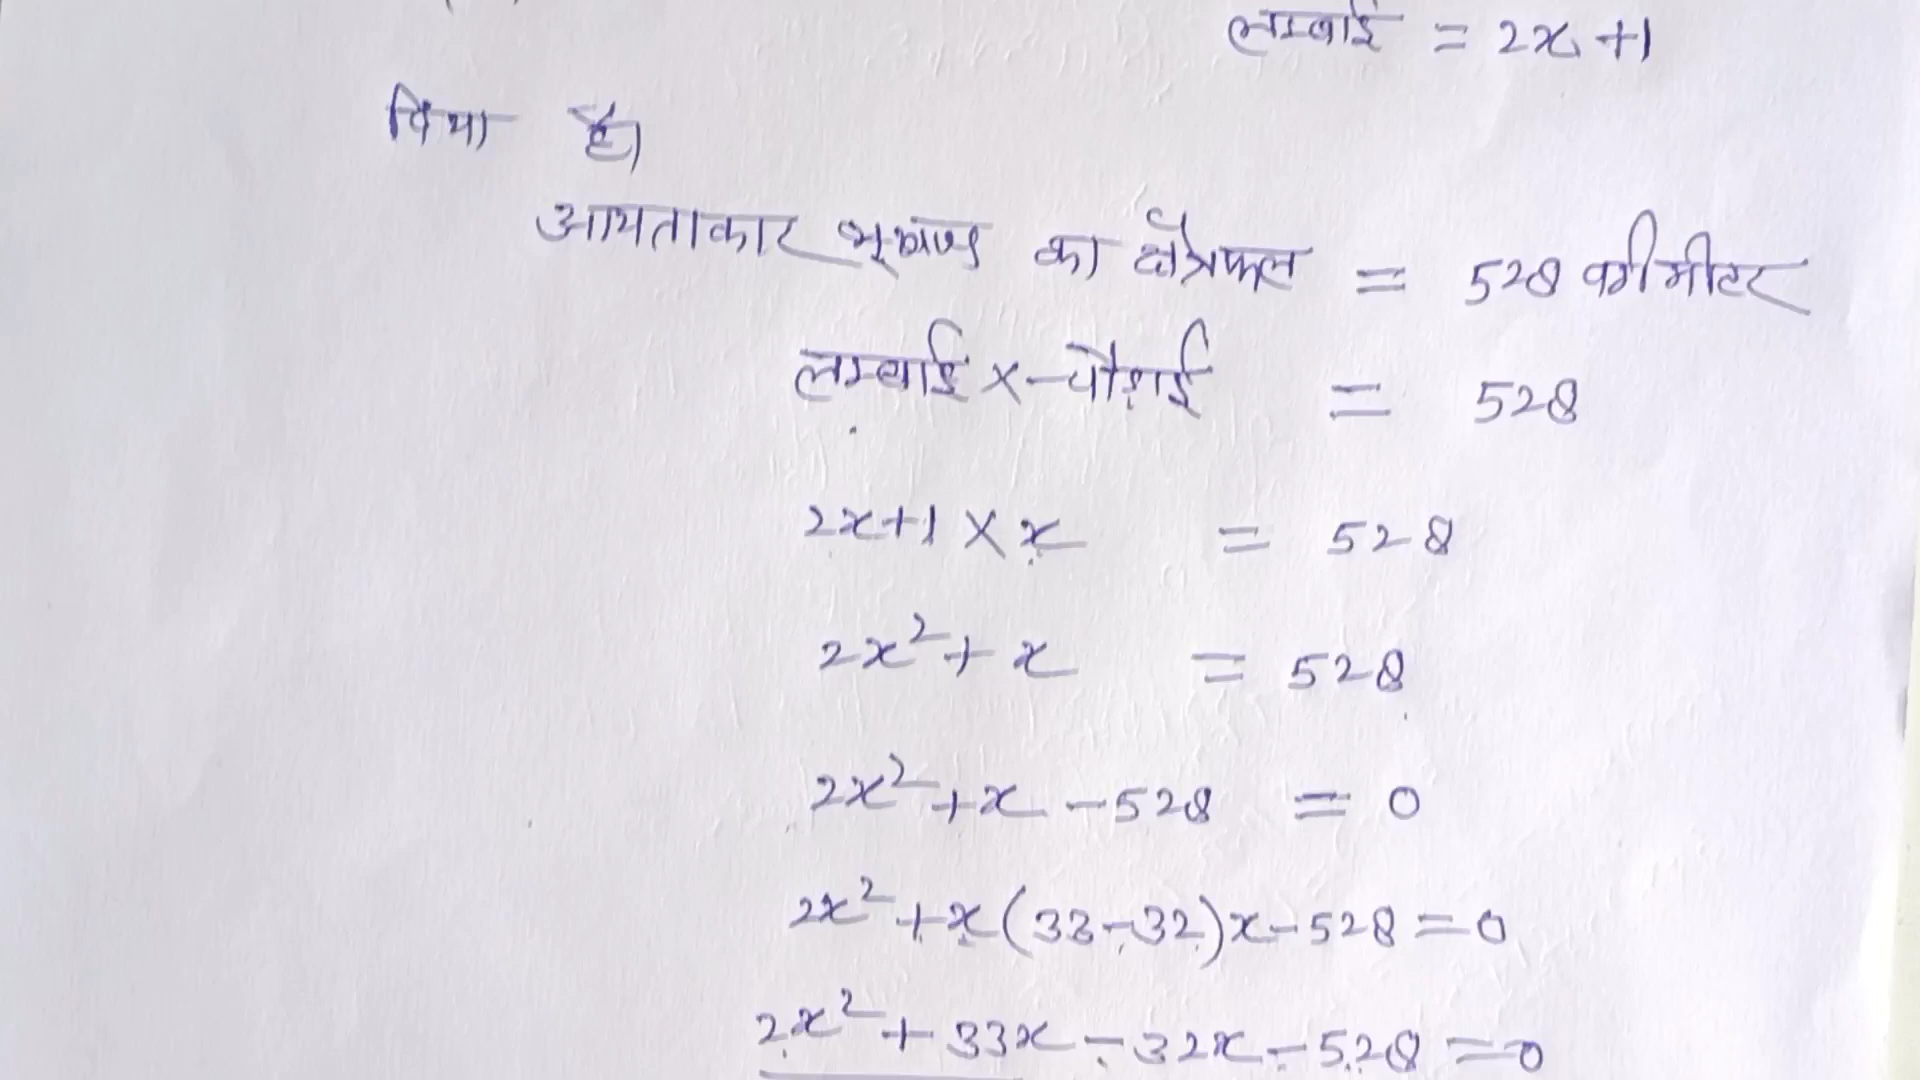 लम्बाई = 2x + 1
दिया है।
आयताकार भूखण्ड का क्षेत्रफल = 528 वर्गमीटर
लम्बाई × चौड़ाई = 528
2x+1 × x = 528
2x² + x = 528
2x² + x - 528 = 0
2x² + x(33-32)x - 528 = 0
2x² + 33x - 32x - 528 = 0